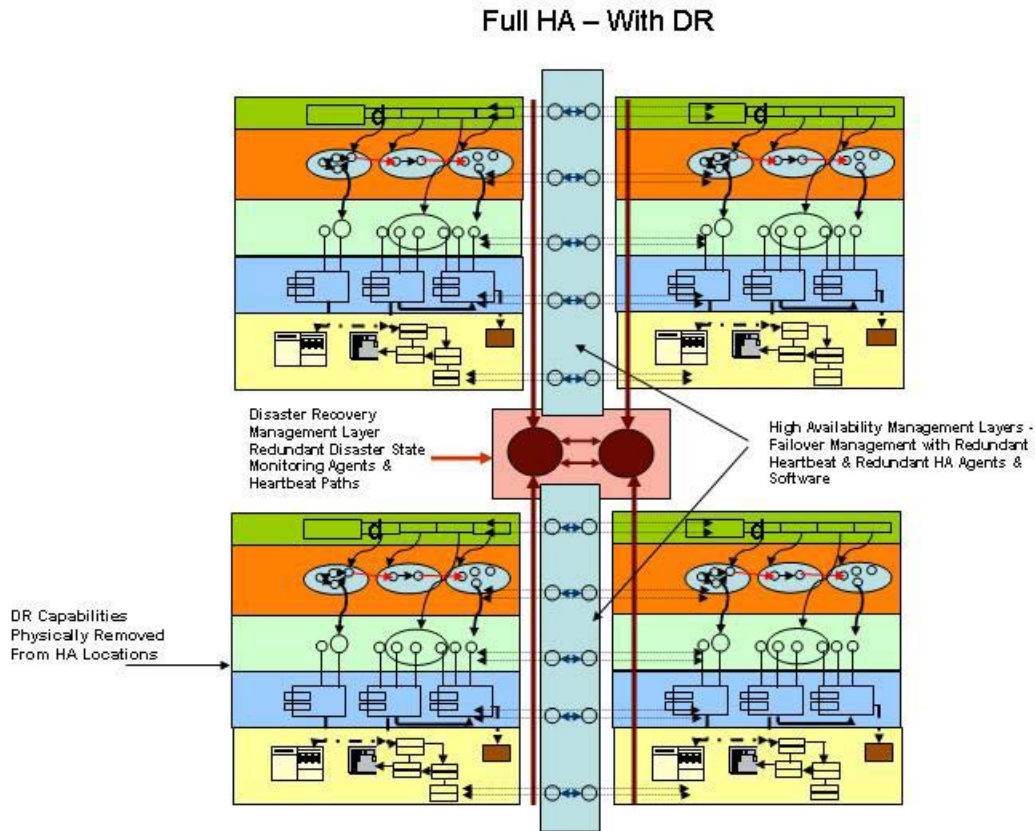 Full HA – With DR
d
d
Disaster Recovery
Management Layer
Redundant Disaster State
Monitoring Agents &
Heartbeat Paths
High Availability Management Layers -
Failover Management with Redundant
Heartbeat & Redundant HA Agents &
Software
d
d
DR Capabilities
Physically Removed
From HA Locations